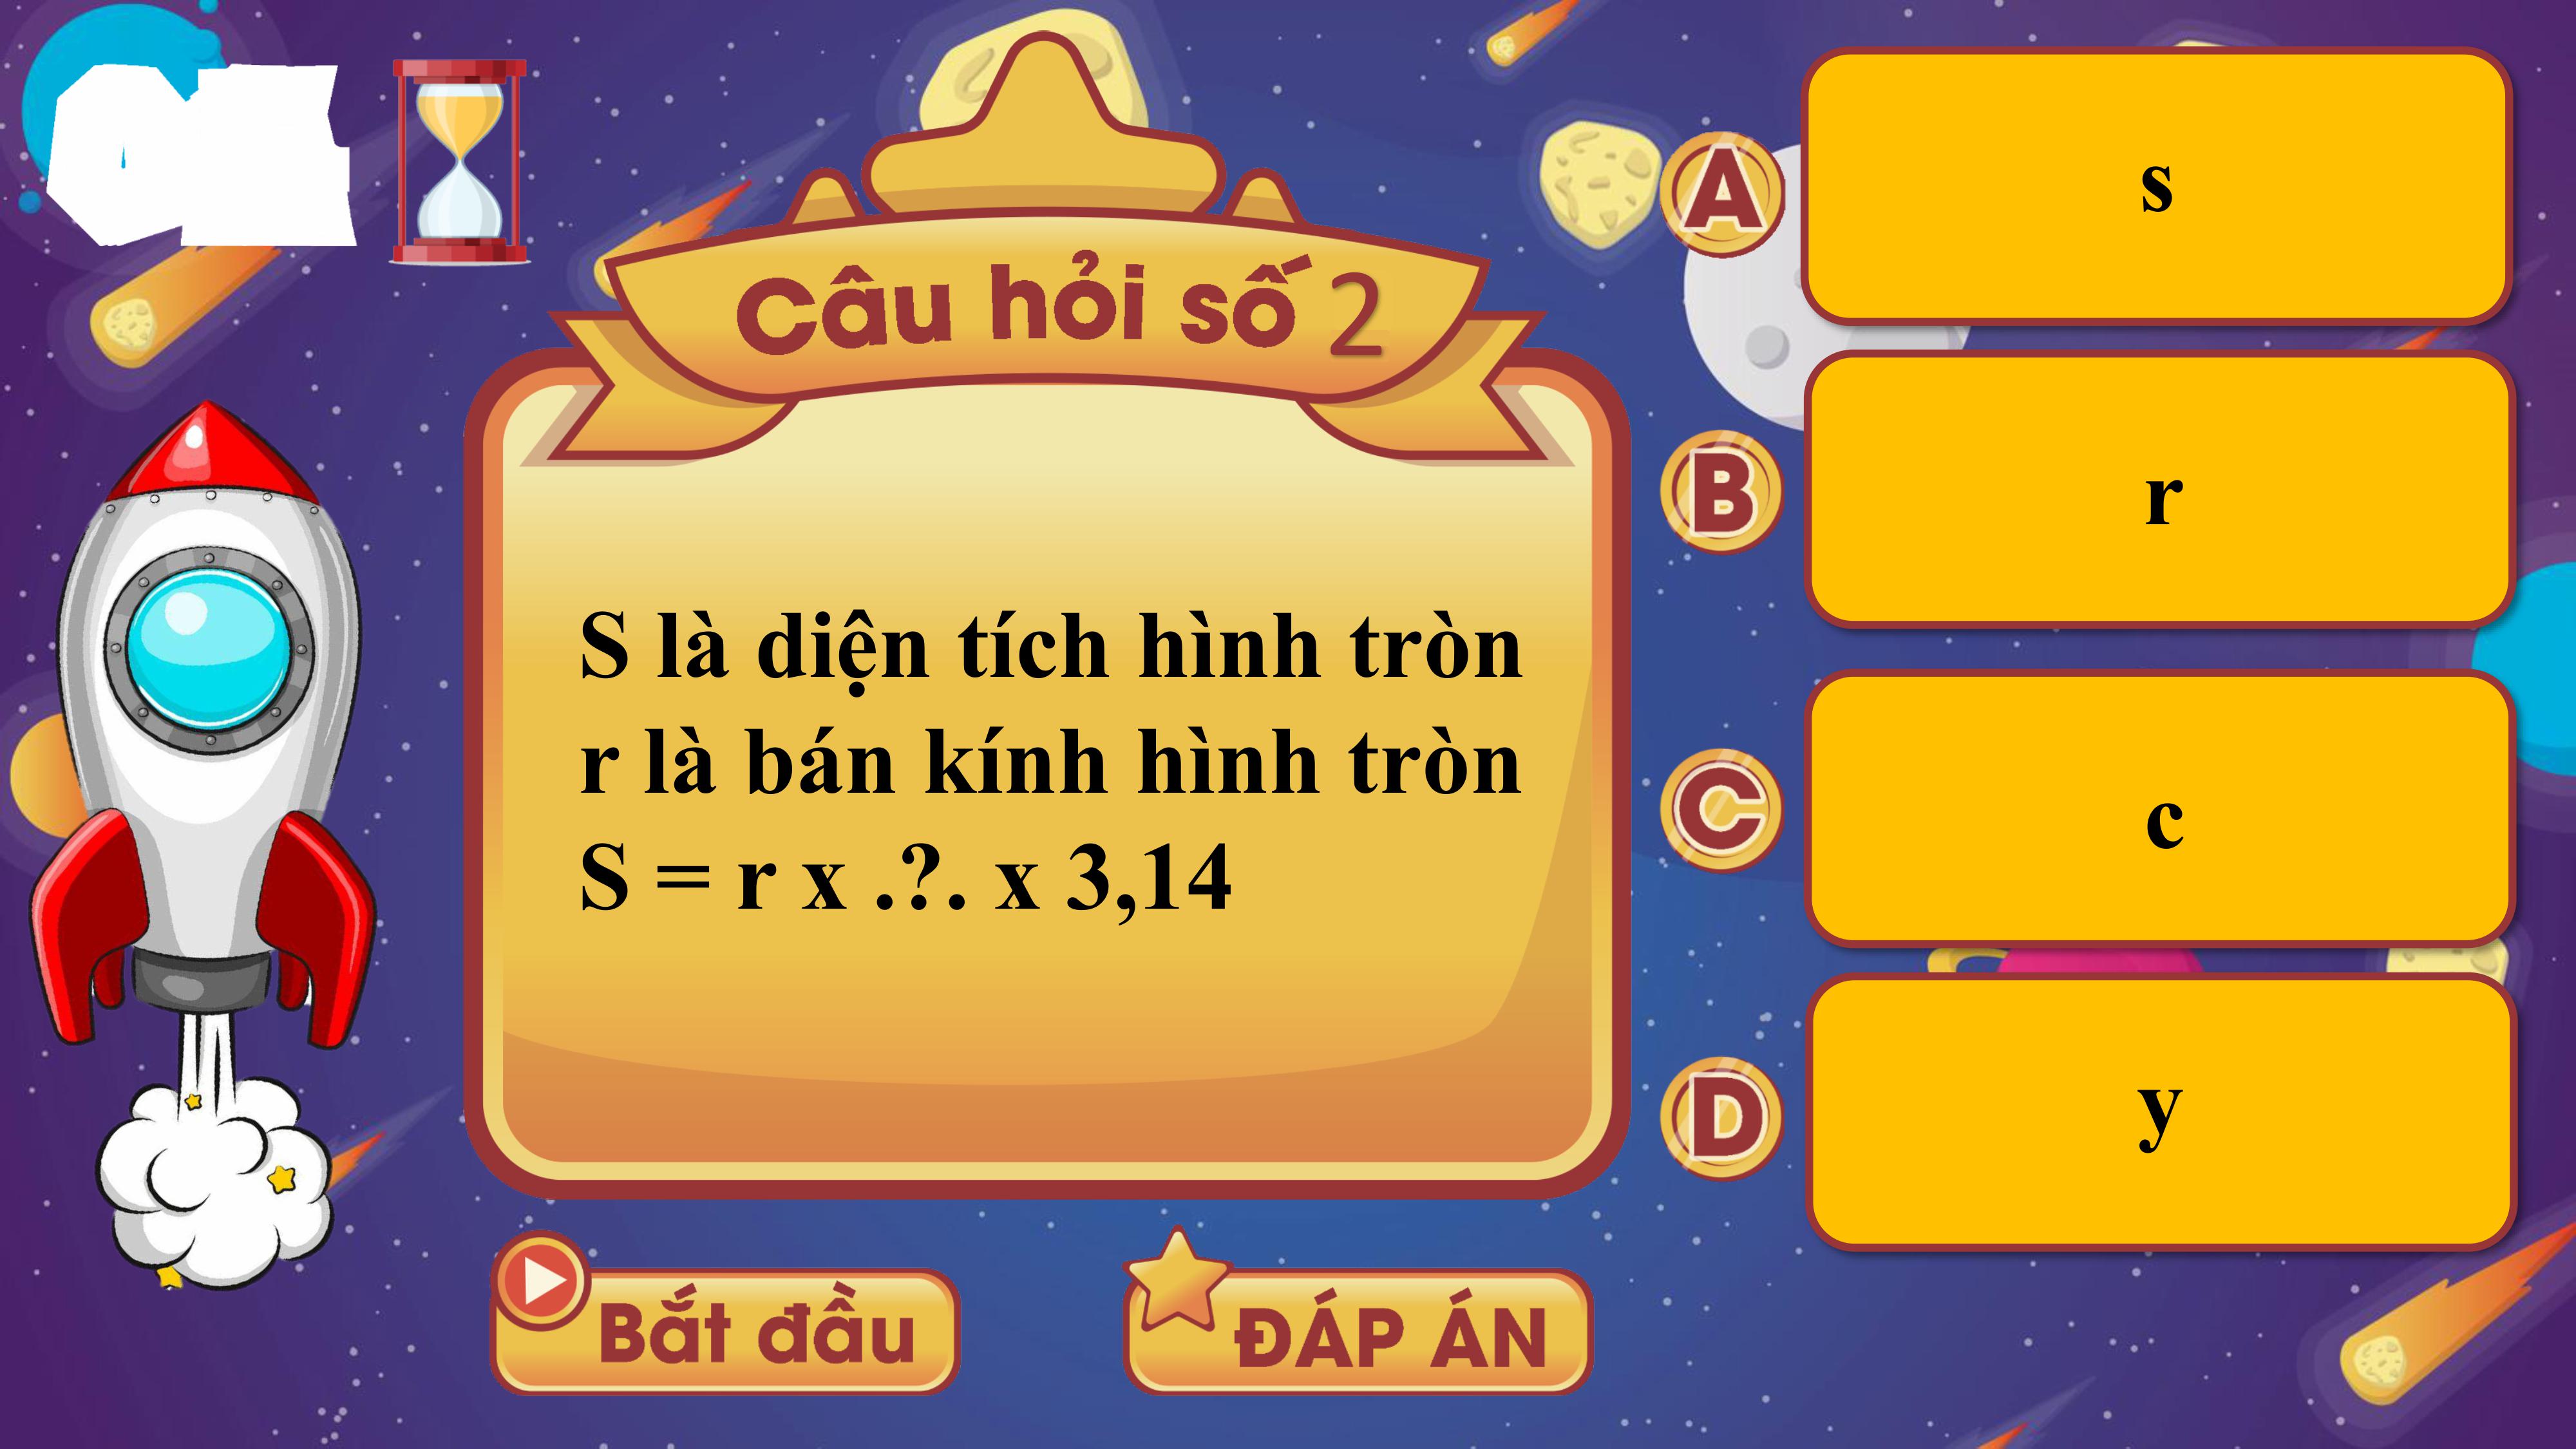 Câu hỏi số 2
S là diện tích hình tròn
r là bán kính hình tròn
S = r x .?. x 3,14
A
s
B
r
C
c
D
y
Bắt đầu
ĐÁP ÁN